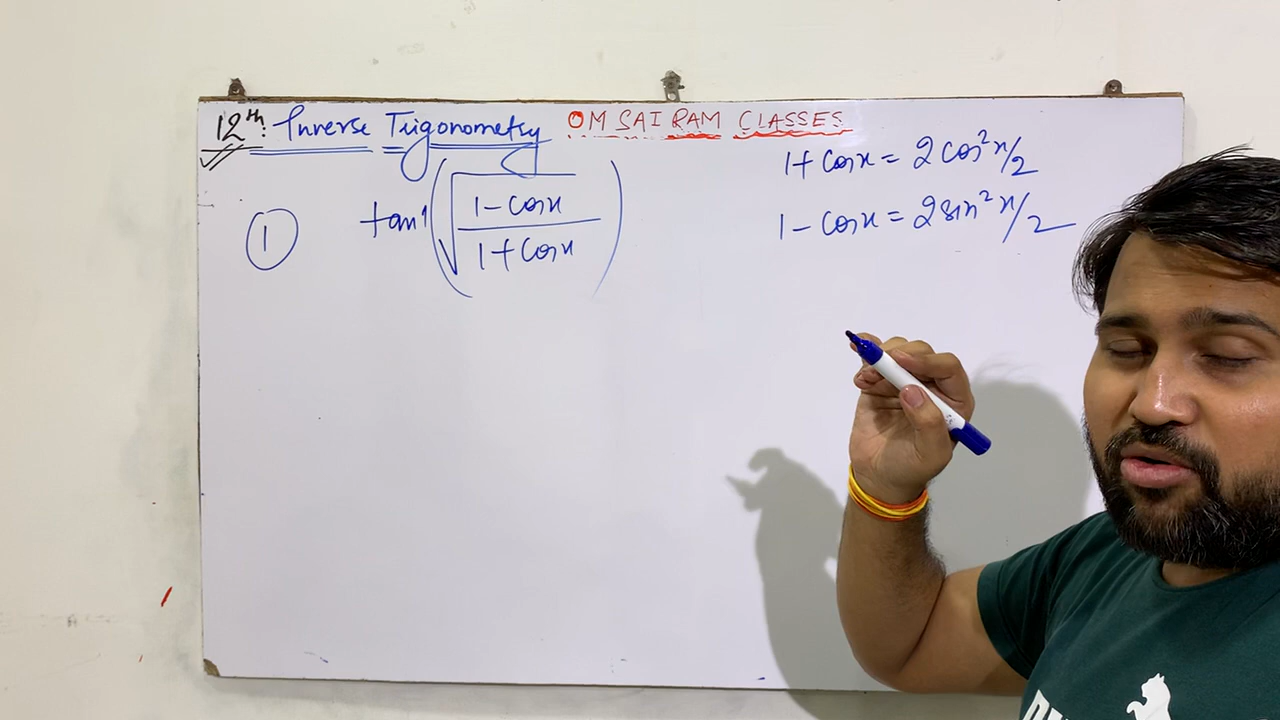 12th: Inverse Trigonometry OM SAI RAM CLASSES
1 + cosx = 2cos²x/2
1 - cosx = 2sin²x/2
① tan⁻¹(√((1 - cosx)/(1 + cosx)))